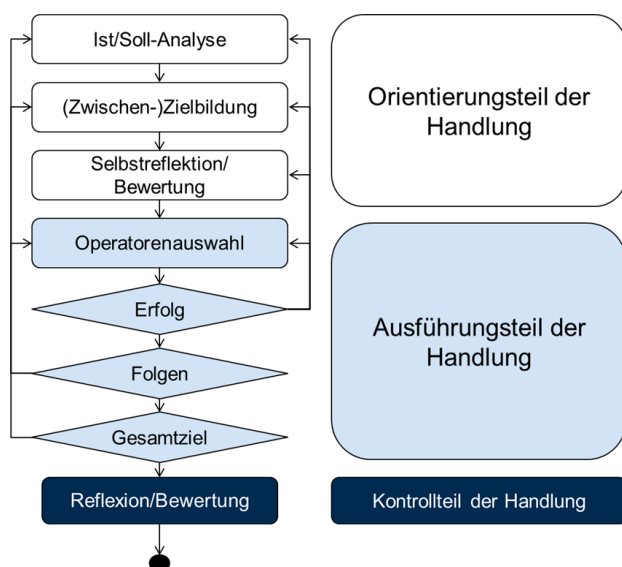 Ist/Soll-Analyse
(Zwischen-)Zielbildung
Selbstreflektion/
Bewertung
Operatorenauswahl
Erfolg
Folgen
Gesamtziel
Reflexion/Bewertung
Orientierungsteil der
Handlung
Ausführungsteil der
Handlung
Kontrollteil der Handlung